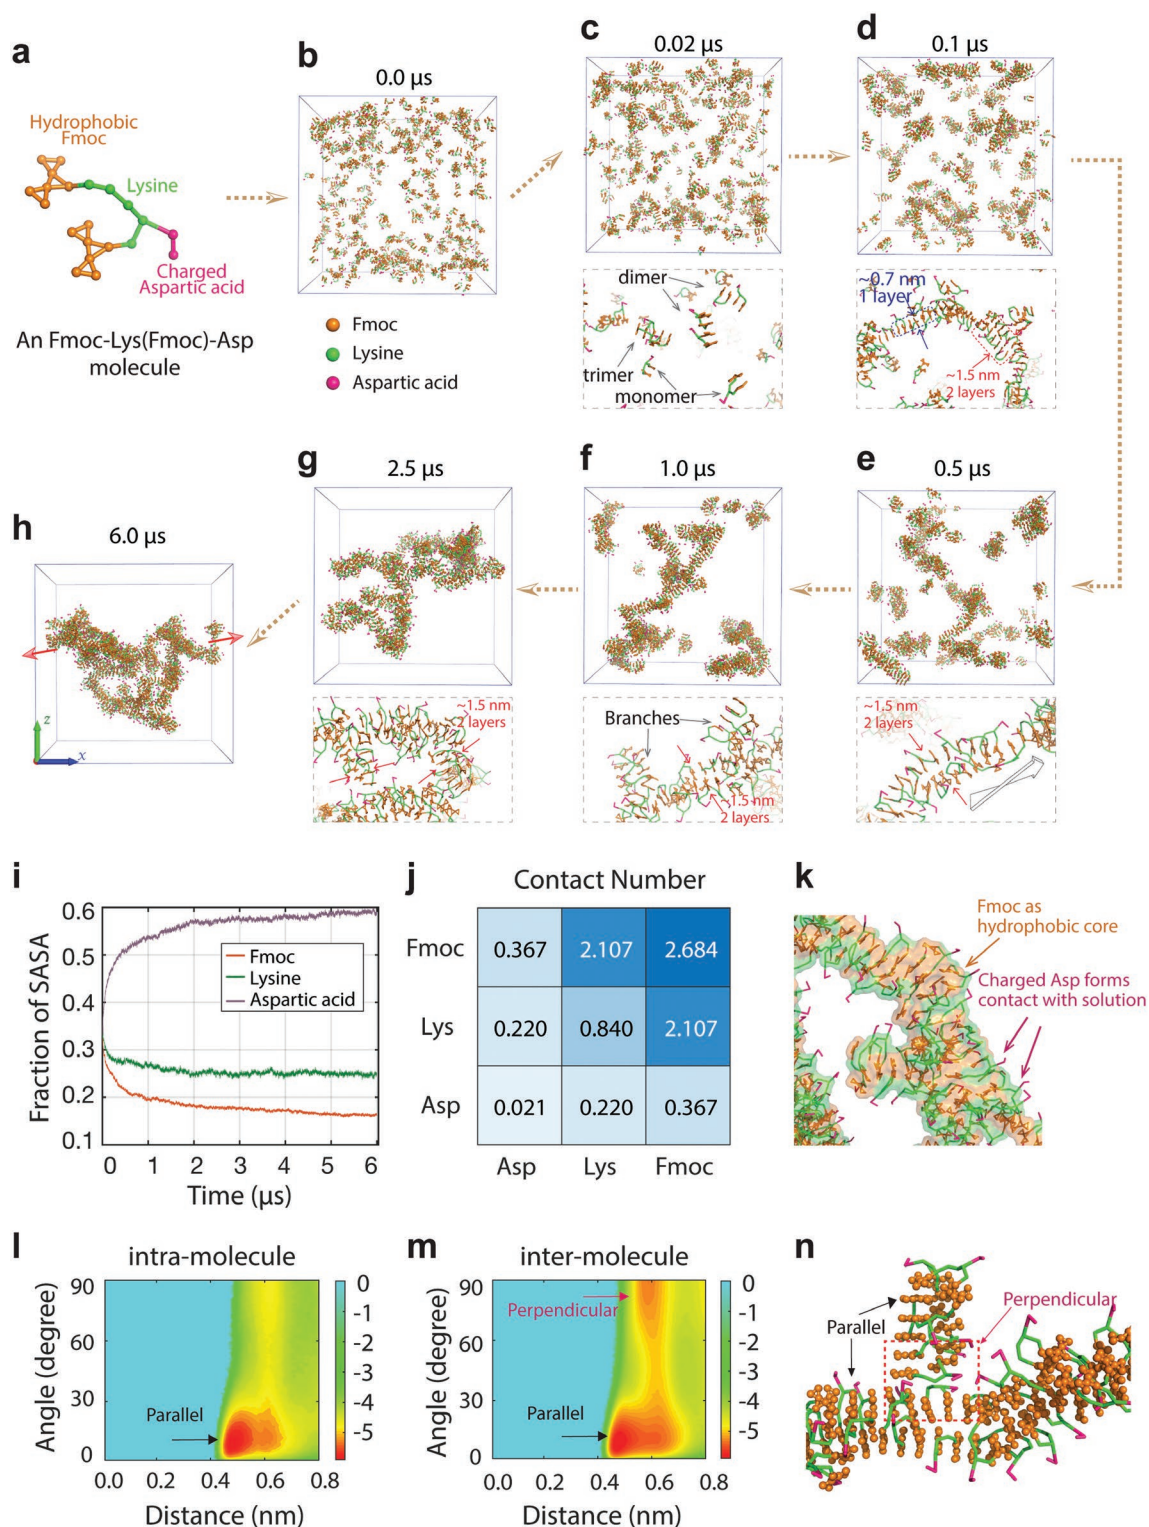 a
Hydrophobic
Fmoc
Lysine
Charged
Aspartic acid
An Fmoc-Lys(Fmoc)-Asp
molecule
b
0.0 µs
Fmoc
Lysine
Aspartic acid
c
0.02 µs
dimer
trimer
monomer
d
0.1 µs
~0.7 nm
1 layer
~1.5 nm
2 layers
h
6.0 µs
z
x
g
2.5 µs
~1.5 nm
2 layers
f
1.0 µs
Branches
~1.5 nm
2 layers
e
0.5 µs
~1.5 nm
2 layers
i
Fraction of SASA
0.6
0.5
0.4
0.3
0.2
0.1
Fmoc
Lysine
Aspartic acid
0 1 2 3 4 5 6
Time (µs)
j
Contact Number
Fmoc 0.367 2.107 2.684
Lys 0.220 0.840 2.107
Asp 0.021 0.220 0.367
Asp Lys Fmoc
k
Fmoc as
hydrophobic core
Charged Asp forms
contact with solution
l
intra-molecule
Angle (degree)
90
60
30
0
Parallel
0.0 0.2 0.4 0.6 0.8
Distance (nm)
0
-1
-2
-3
-4
-5
m
inter-molecule
Angle (degree)
90
60
30
0
Perpendicular
Parallel
0.0 0.2 0.4 0.6 0.8
Distance (nm)
0
-1
-2
-3
-4
-5
n
Perpendicular
Parallel